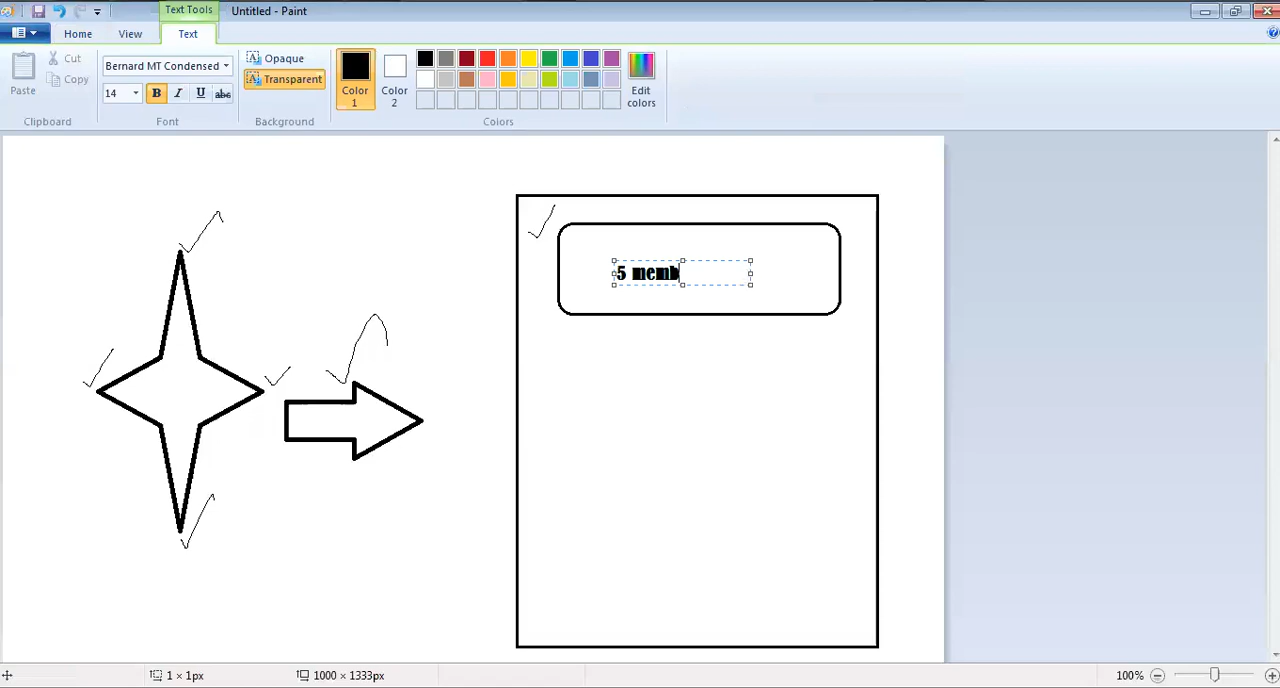 Text Tools
Untitled - Paint
Home
View
Text
Paste
Cut
Copy
Clipboard
Bernard MT Condensed
14
B I U abc
Font
Opaque
Transparent
Background
Color 1
Color 2
Edit colors
Colors
5 memb
1 × 1px
1000 × 1333px
100%